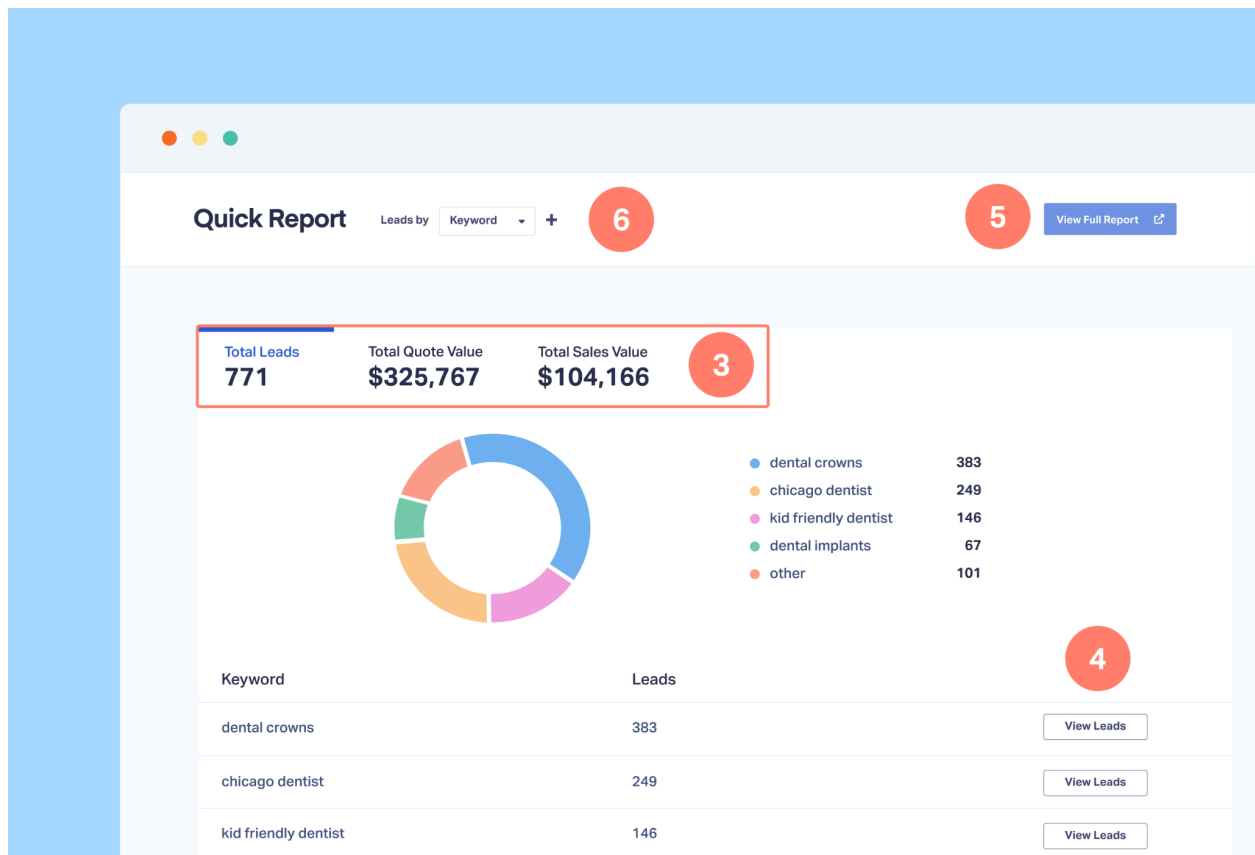 Quick Report Leads by Keyword + 6 5 View Full Report
Total Leads Total Quote Value Total Sales Value
771 $325,767 $104,166 3
dental crowns 383
chicago dentist 249
kid friendly dentist 146
dental implants 67
other 101
4
Keyword Leads
dental crowns 383 View Leads
chicago dentist 249 View Leads
kid friendly dentist 146 View Leads